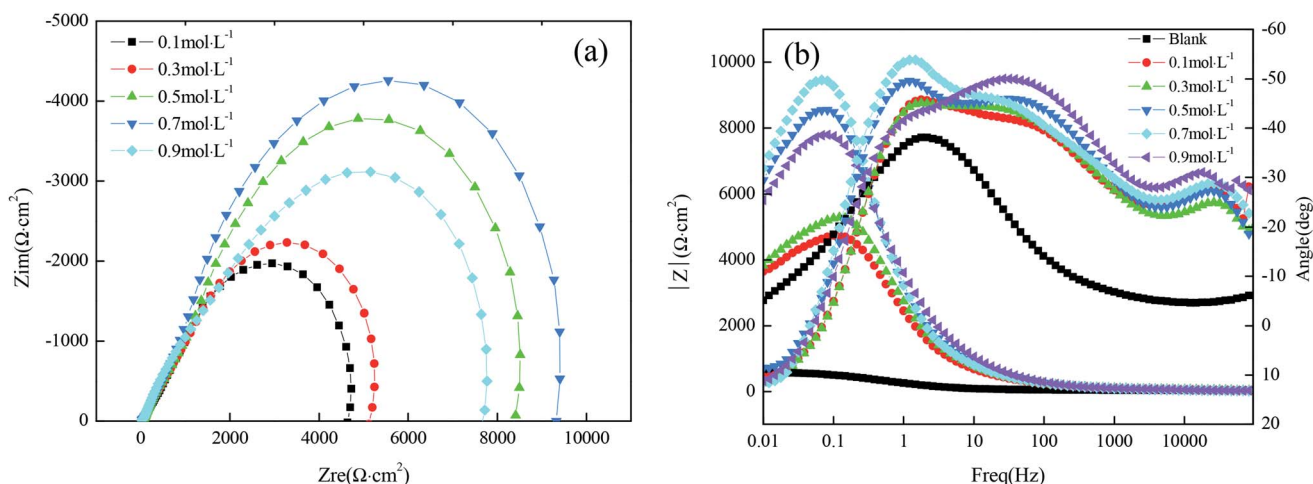 (a)
0.1mol·L⁻¹
0.3mol·L⁻¹
0.5mol·L⁻¹
0.7mol·L⁻¹
0.9mol·L⁻¹
-5000
-4000
-3000
-2000
-1000
0
Zim(Ω·cm²)
0 2000 4000 6000 8000 10000
Zre(Ω·cm²)
(b)
Blank
0.1mol·L⁻¹
0.3mol·L⁻¹
0.5mol·L⁻¹
0.7mol·L⁻¹
0.9mol·L⁻¹
10000
8000
6000
4000
2000
0
|Z| (Ω·cm²)
-60
-50
-40
-30
-20
-10
0
10
20
Angle(deg)
0.01 0.1 1 10 100 1000 10000
Freq(Hz)